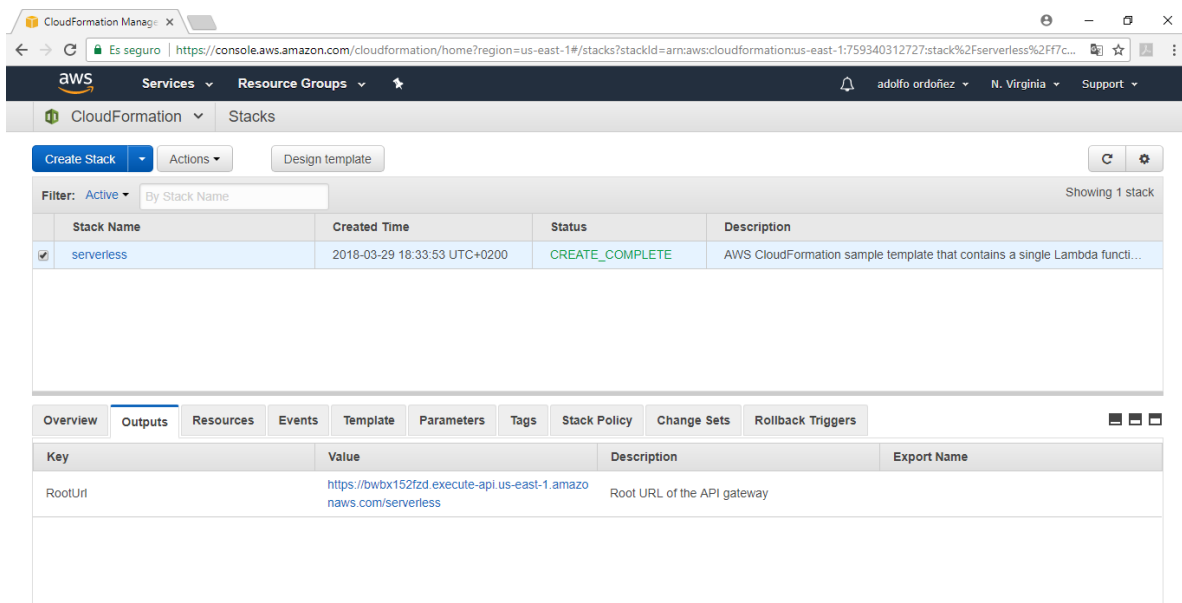 CloudFormation Manage
Es seguro https://console.aws.amazon.com/cloudformation/home?region=us-east-1#/stacks?stackId=arn:aws:cloudformation:us-east-1:759340312727:stack%2Fserverless%2Ff7c...
aws Services Resource Groups adolfo ordoñez N. Virginia Support
CloudFormation Stacks
Create Stack Actions Design template
Filter: Active By Stack Name Showing 1 stack
Stack Name Created Time Status Description
serverless 2018-03-29 18:33:53 UTC+0200 CREATE_COMPLETE AWS CloudFormation sample template that contains a single Lambda functi...
Overview Outputs Resources Events Template Parameters Tags Stack Policy Change Sets Rollback Triggers
Key Value Description Export Name
RootUrl https://bwbx152fzd.execute-api.us-east-1.amazo Root URL of the API gateway
naws.com/serverless